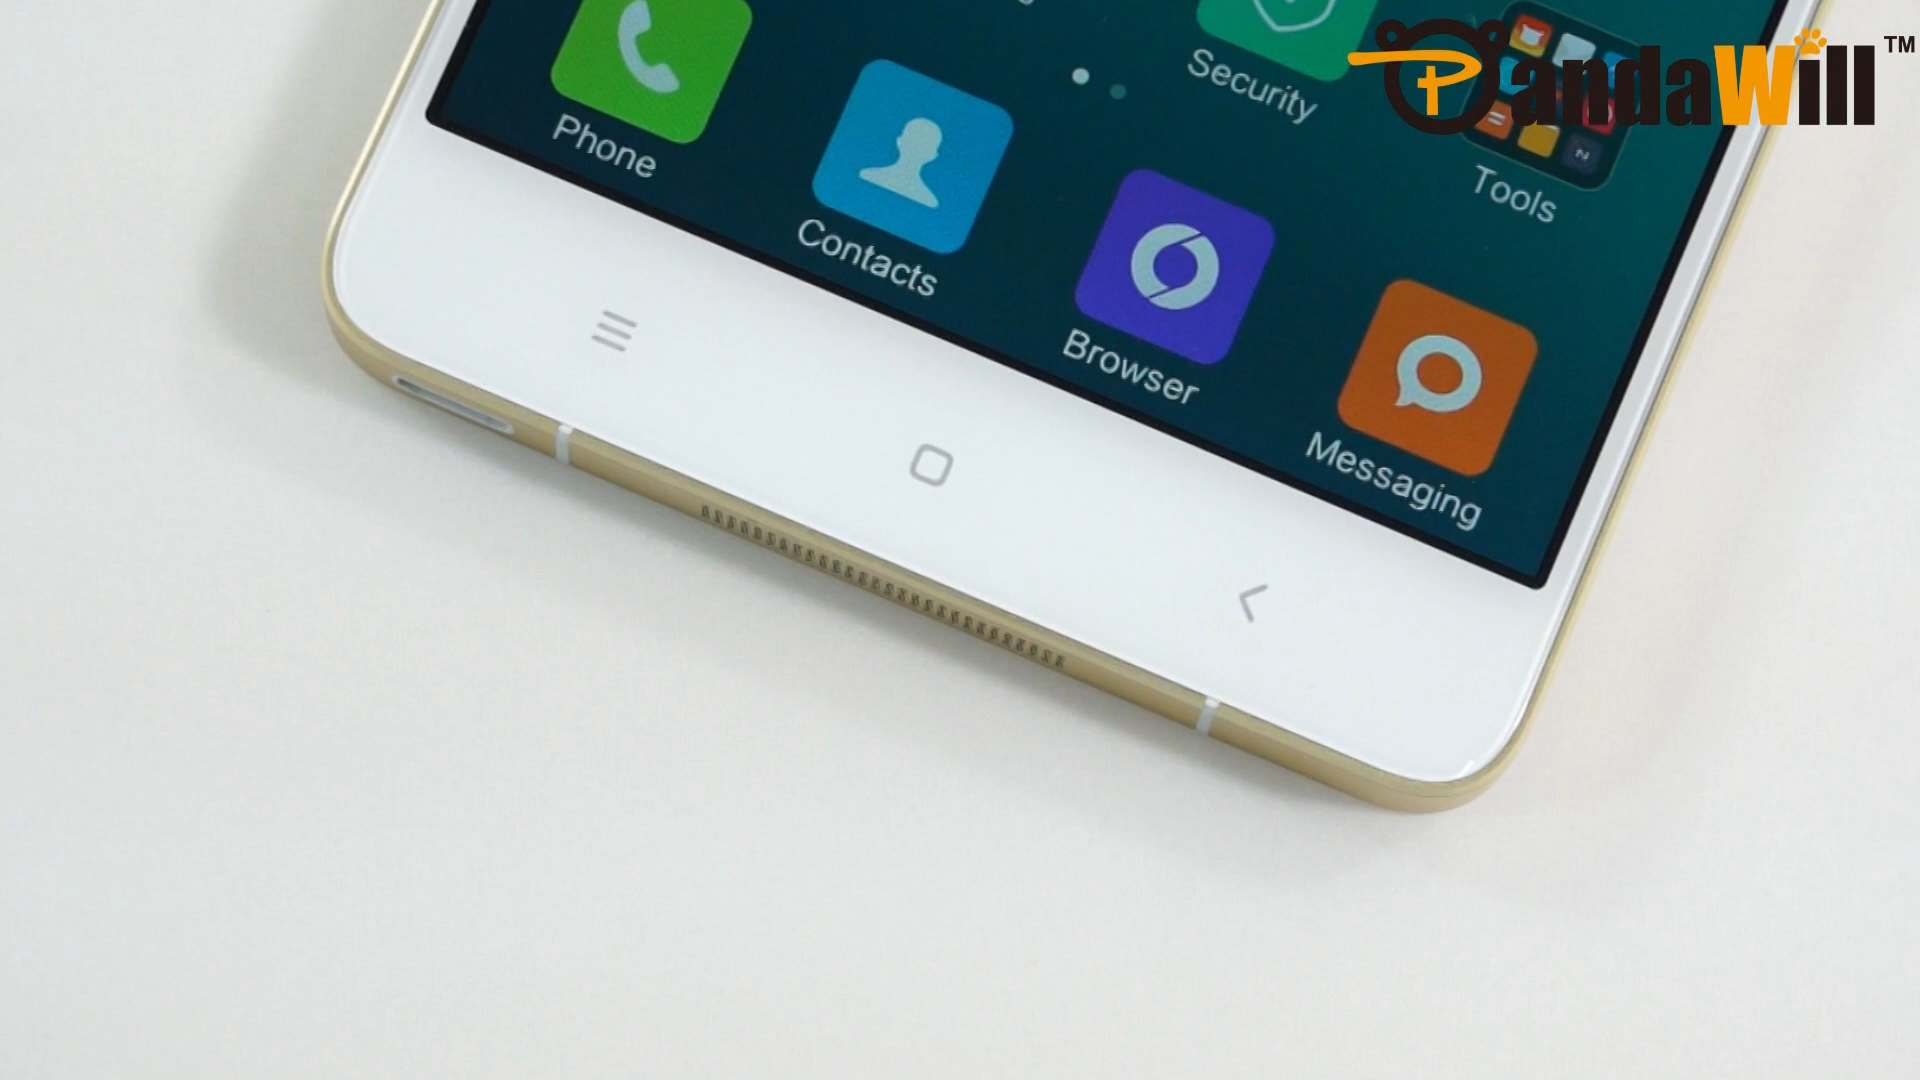 PandaWill™
Security
Phone
Tools
Contacts
Browser
Messaging